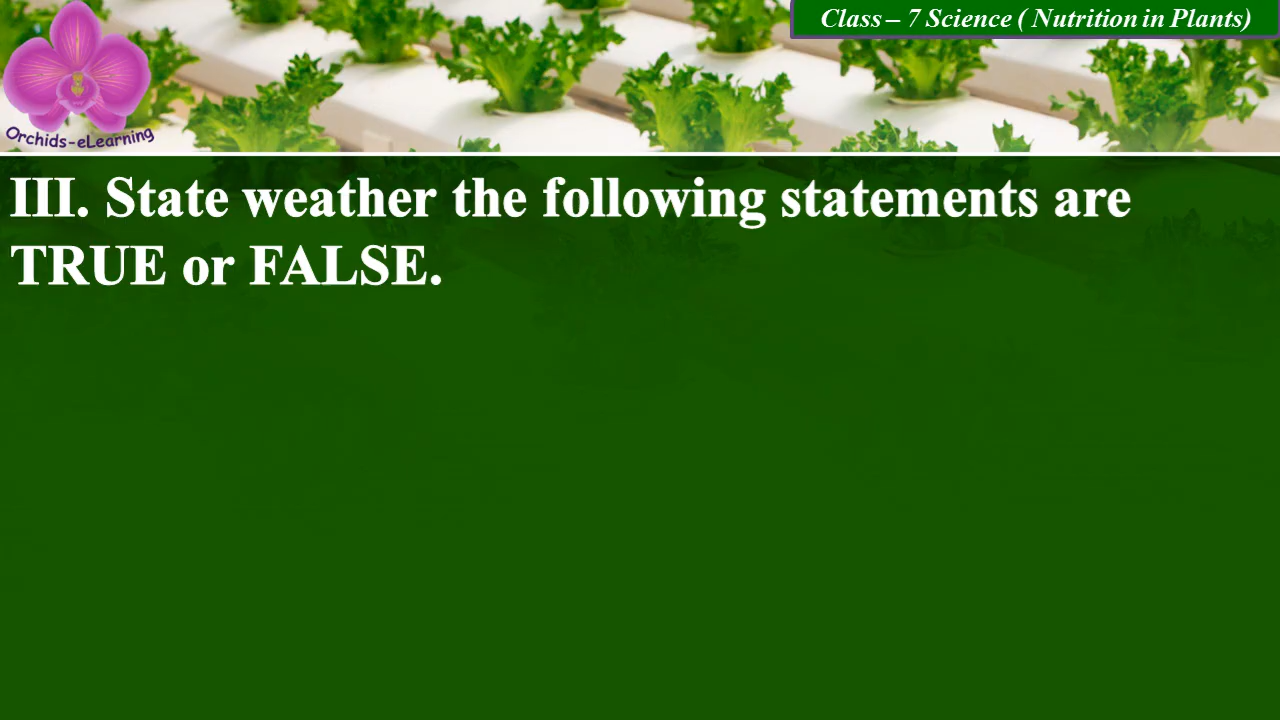 Class – 7 Science ( Nutrition in Plants)
Orchids-eLearning
III. State weather the following statements are
TRUE or FALSE.